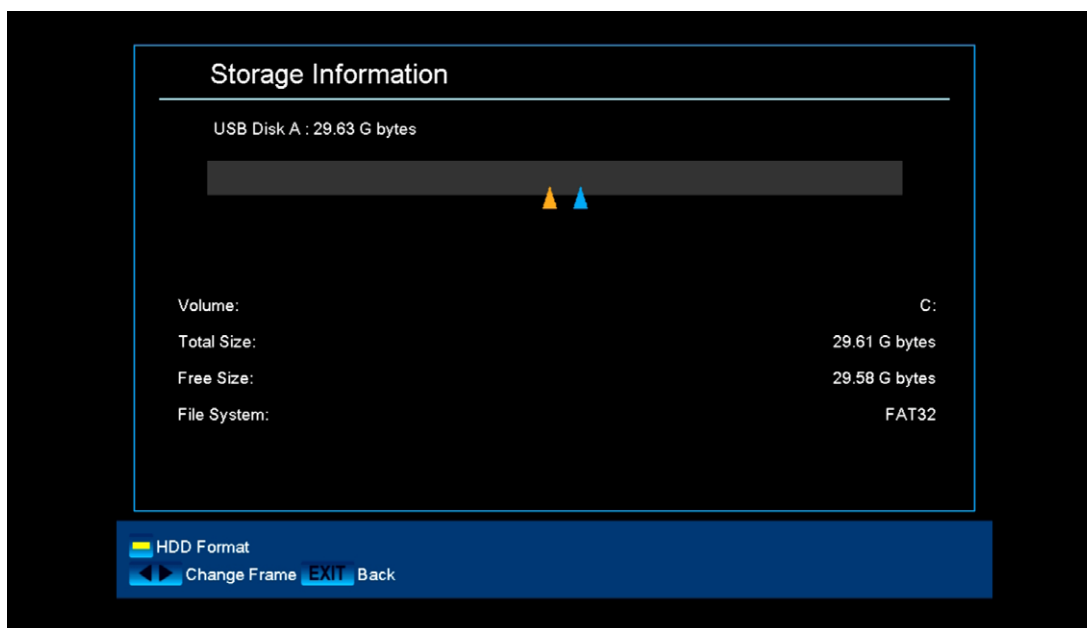 Storage Information
USB Disk A : 29.63 G bytes
Volume: C:
Total Size: 29.61 G bytes
Free Size: 29.58 G bytes
File System: FAT32
HDD Format
Change Frame EXIT Back